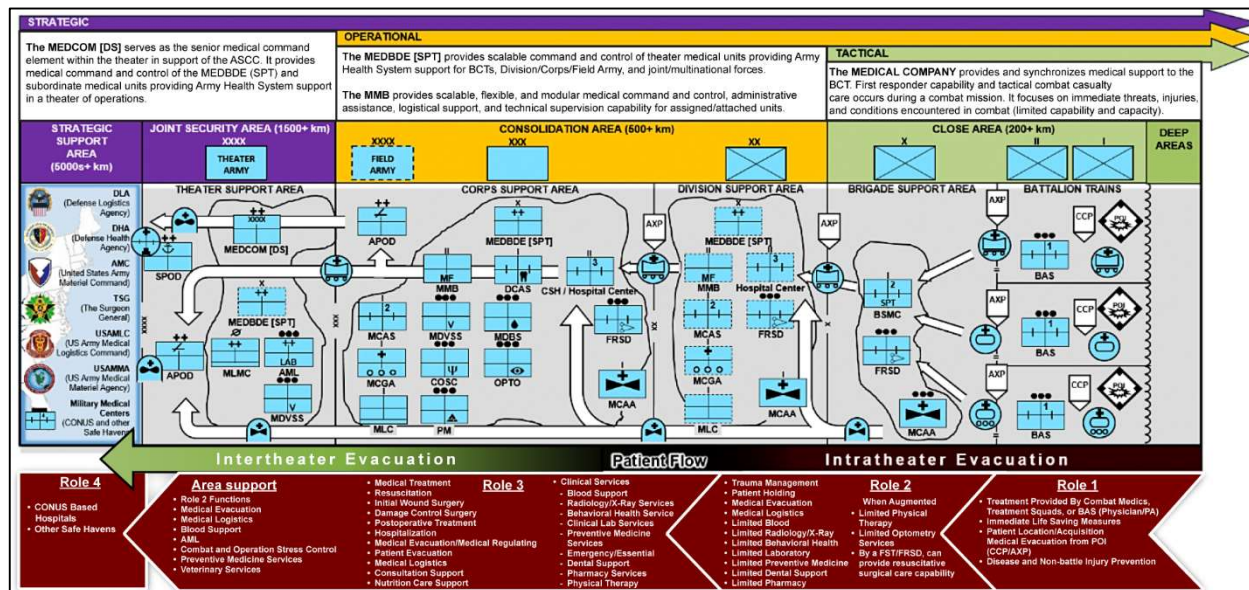 STRATEGIC
The MEDCOM [DS] serves as the senior medical command
element within the theater in support of the ASCC. It provides
medical command and control of the MEDBDE (SPT) and
subordinate medical units providing Army Health System support
in a theater of operations.
OPERATIONAL
The MEDBDE [SPT] provides scalable command and control of theater medical units providing Army
Health System support for BCTs, Division/Corps/Field Army, and joint/multinational forces.
The MMB provides scalable, flexible, and modular medical command and control, administrative
assistance, logistical support, and technical supervision capability for assigned/attached units.
TACTICAL
The MEDICAL COMPANY provides and synchronizes medical support to the
BCT. First responder capability and tactical combat casualty
care occurs during a combat mission. It focuses on immediate threats, injuries,
and conditions encountered in combat (limited capability and capacity).
STRATEGIC
SUPPORT
AREA
(5000s+ km)
JOINT SECURITY AREA (1500+ km)
XXXX
THEATER
ARMY
CONSOLIDATION AREA (500+ km)
XXXX
FIELD
ARMY
XXX
XX
CLOSE AREA (200+ km)
X
II
I
DEEP
AREAS
DLA
(Defense Logistics
Agency)
DHA
(Defense Health
Agency)
AMC
(United States Army
Materiel Command)
TSG
(The Surgeon
General)
USAMLC
(US Army Medical
Logistics Command)
USAMMA
(US Army Medical
Materiel Agency)
Military Medical
Centers
(CONUS and other
Safe Havens)
THEATER SUPPORT AREA
++
XXXX
MEDCOM [DS]
++
SPOD
X
++
MEDBDE [SPT]
++
APOD
MLMC
++
LAB
AML
V
MDVSS
XXXX
CORPS SUPPORT AREA
++
APOD
X
++
MEDBDE [SPT]
II
MF
MMB
DCAS
II
3
CSH / Hospital Center
2
MCAS
V
MDVSS
MDBS
FRSD
MCGA
COSC
OPTO
MCAA
MLC
PM
XXX
DIVISION SUPPORT AREA
AXP
X
++
MEDBDE [SPT]
MF
MMB
II
3
Hospital Center
2
MCAS
FRSD
MCGA
MCAA
MLC
XX
BRIGADE SUPPORT AREA
AXP
2
SPT
BSMC
FRSD
MCAA
X
BATTALION TRAINS
AXP
CCP
POI
1
BAS
AXP
CCP
POI
1
BAS
AXP
CCP
POI
1
BAS
Intertheater Evacuation
Patient Flow
Intratheater Evacuation
Role 4
• CONUS Based
Hospitals
• Other Safe Havens
Area support
• Role 2 Functions
• Medical Evacuation
• Medical Logistics
• Blood Support
• AML
• Combat and Operation Stress Control
• Preventive Medicine Services
• Veterinary Services
Role 3
• Medical Treatment
• Resuscitation
• Initial Wound Surgery
• Damage Control Surgery
• Postoperative Treatment
• Hospitalization
• Medical Evacuation/Medical Regulating
• Patient Evacuation
• Medical Logistics
• Consultation Support
• Nutrition Care Support
• Clinical Services
- Blood Support
- Radiology/X-Ray Services
- Behavioral Health Service
- Clinical Lab Services
- Preventive Medicine
Services
- Emergency/Essential
Dental Support
- Pharmacy Services
- Physical Therapy
Role 2
• Trauma Management
• Patient Holding
• Medical Evacuation
• Medical Logistics
• Limited Blood
• Limited Radiology/X-Ray
• Limited Behavioral Health
• Limited Laboratory
• Limited Preventive Medicine
• Limited Dental Support
• Limited Pharmacy
When Augmented
• Limited Physical
Therapy
• Limited Optometry
Services
• By a FST/FRSD, can
provide resuscitative
surgical care capability
Role 1
• Treatment Provided By Combat Medics,
Treatment Squads, or BAS (Physician/PA)
• Immediate Life Saving Measures
• Patient Location/Acquisition
Medical Evacuation from POI
(CCP/AXP)
• Disease and Non-battle Injury Prevention